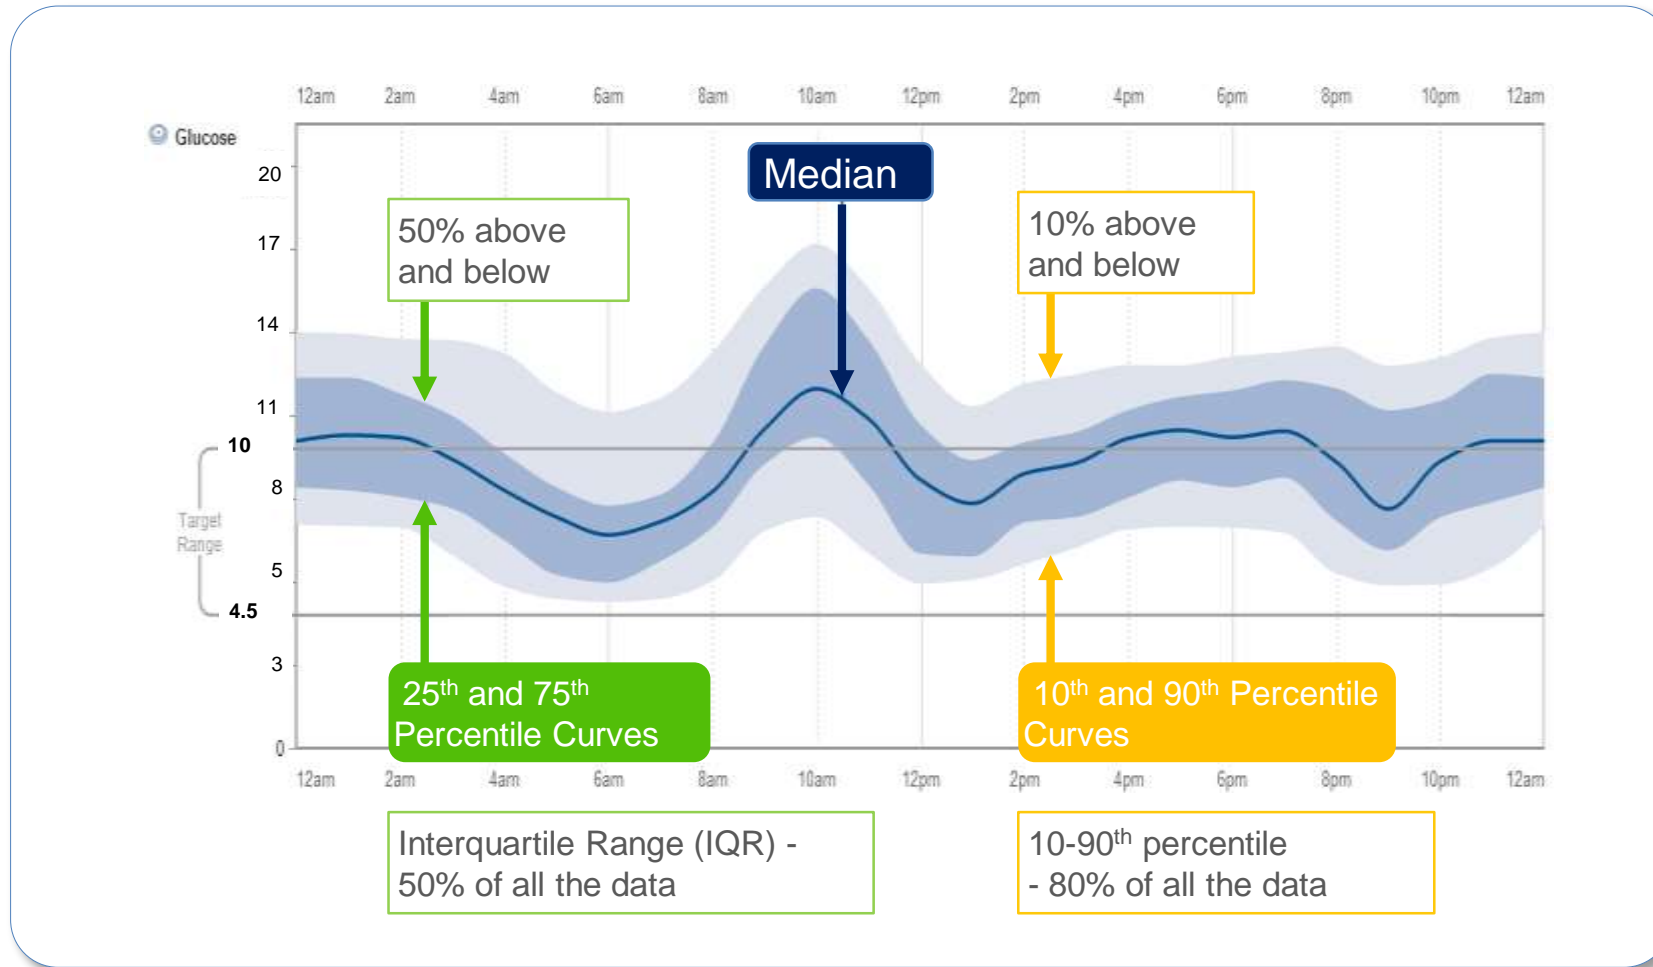 12am 2am 4am 6am 8am 10am 12pm 2pm 4pm 6pm 8pm 10pm 12am
Glucose
20
17
14
11
10
8
5
4.5
3
0
Target
Range
Median
50% above
and below
10% above
and below
25th and 75th
Percentile Curves
10th and 90th Percentile
Curves
12am 2am 4am 6am 8am 10am 12pm 2pm 4pm 6pm 8pm 10pm 12am
Interquartile Range (IQR) -
50% of all the data
10-90th percentile
- 80% of all the data